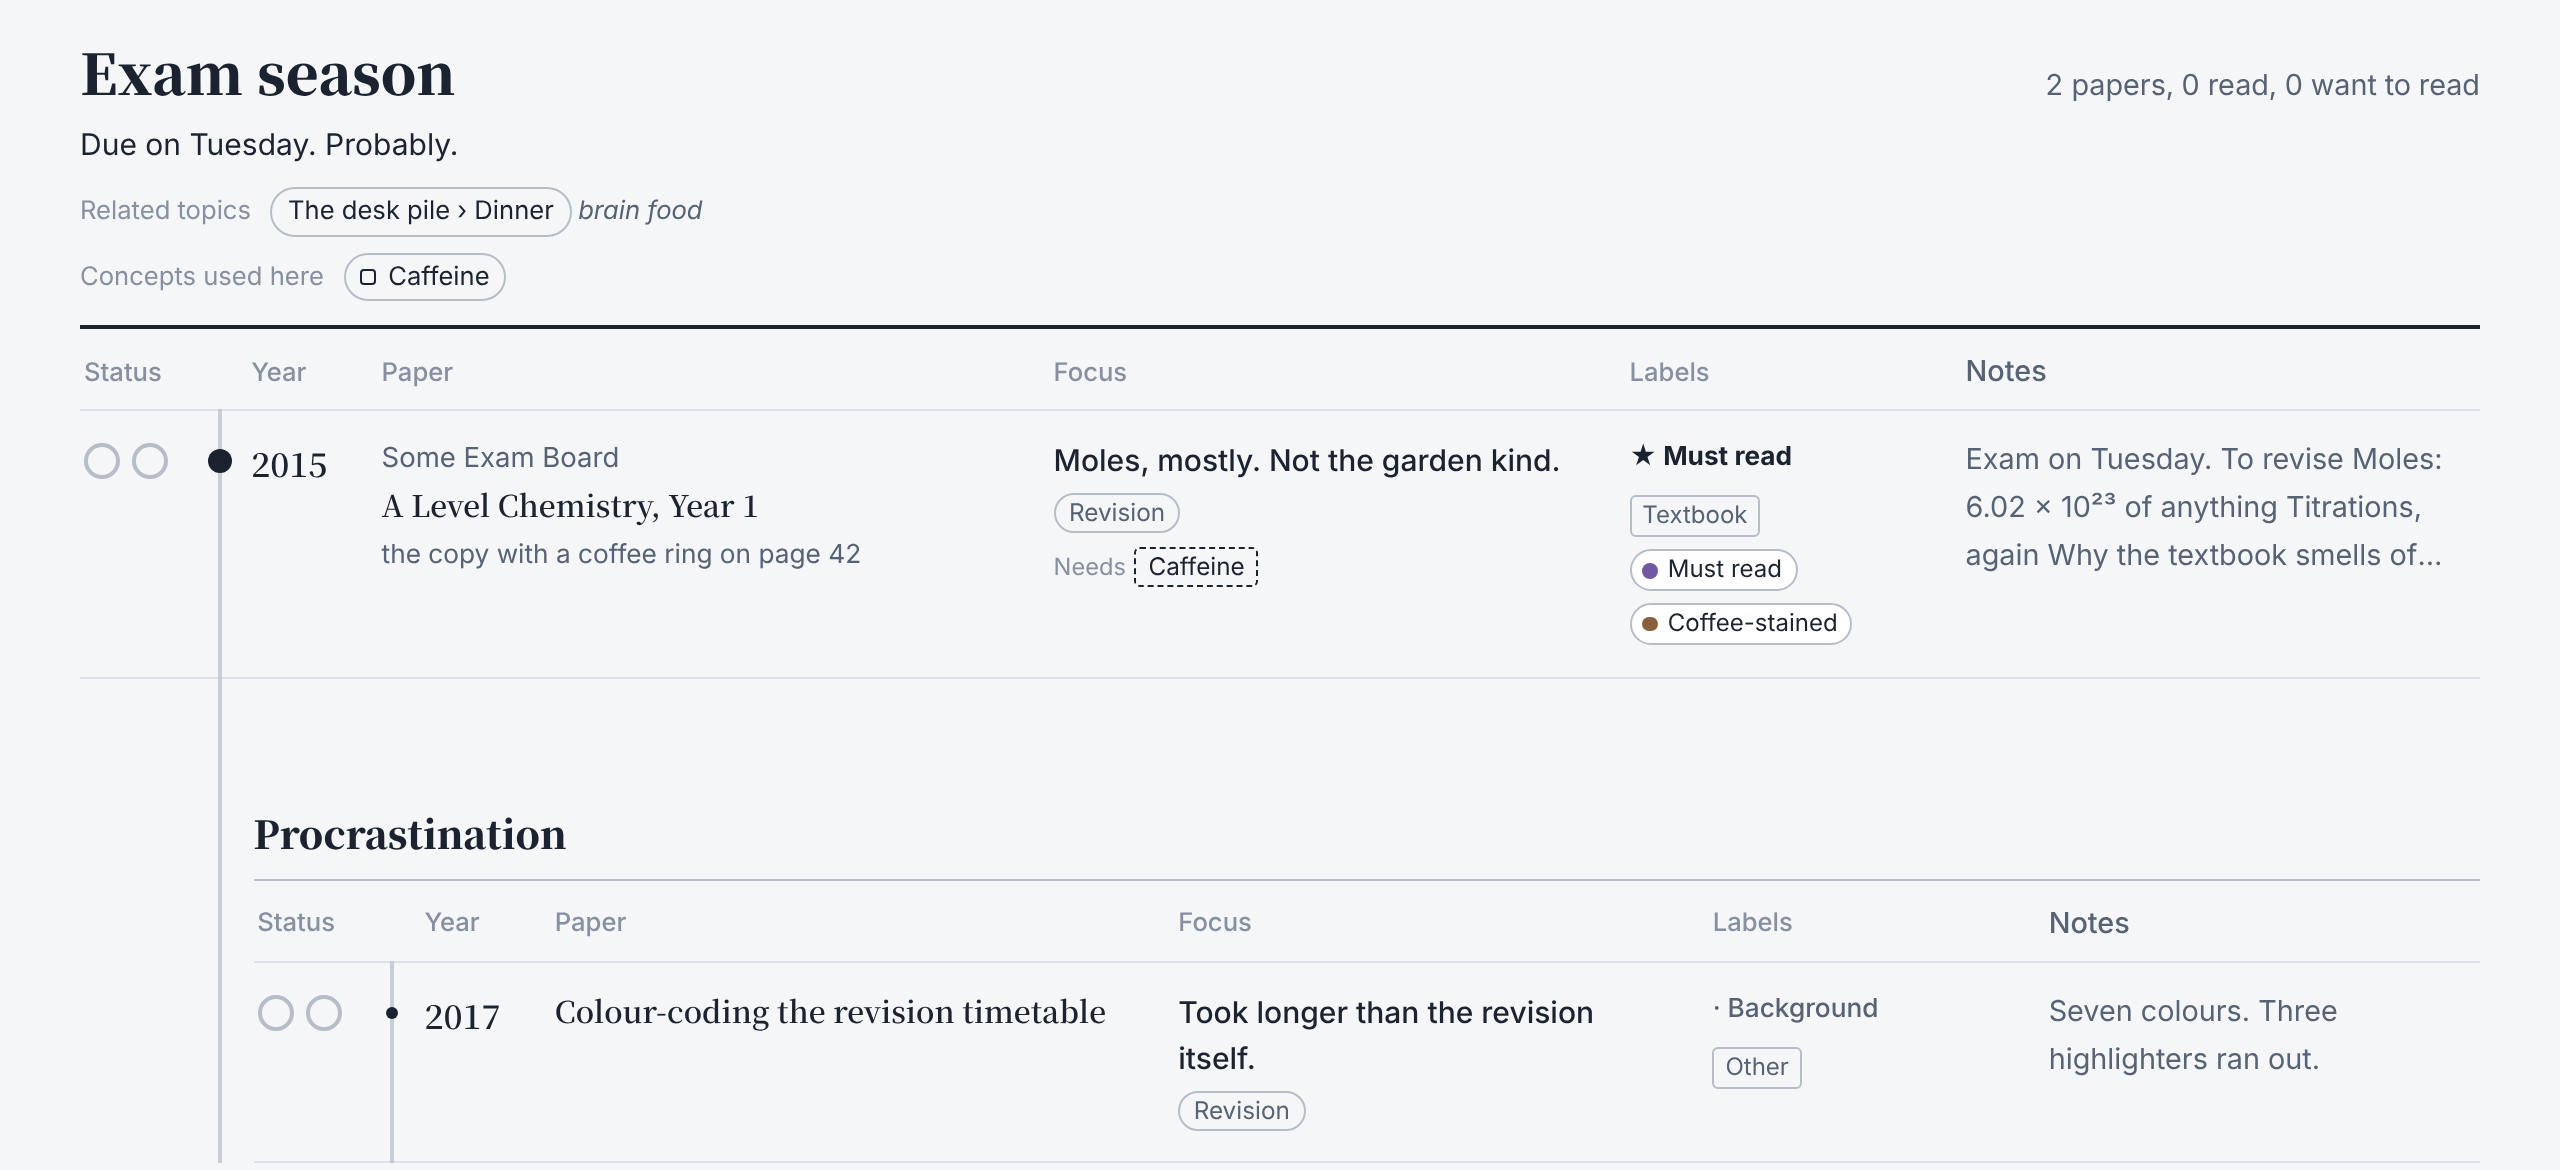 Exam season
2 papers, 0 read, 0 want to read
Due on Tuesday. Probably.
Related topics The desk pile › Dinner brain food
Concepts used here Caffeine
Status Year Paper Focus Labels Notes
2015
Some Exam Board
A Level Chemistry, Year 1
the copy with a coffee ring on page 42
Moles, mostly. Not the garden kind.
Revision
Needs Caffeine
★ Must read
Textbook
Must read
Coffee-stained
Exam on Tuesday. To revise Moles:
6.02 × 10²³ of anything Titrations,
again Why the textbook smells of…
Procrastination
Status Year Paper Focus Labels Notes
2017
Colour-coding the revision timetable
Took longer than the revision
itself.
Revision
· Background
Other
Seven colours. Three
highlighters ran out.